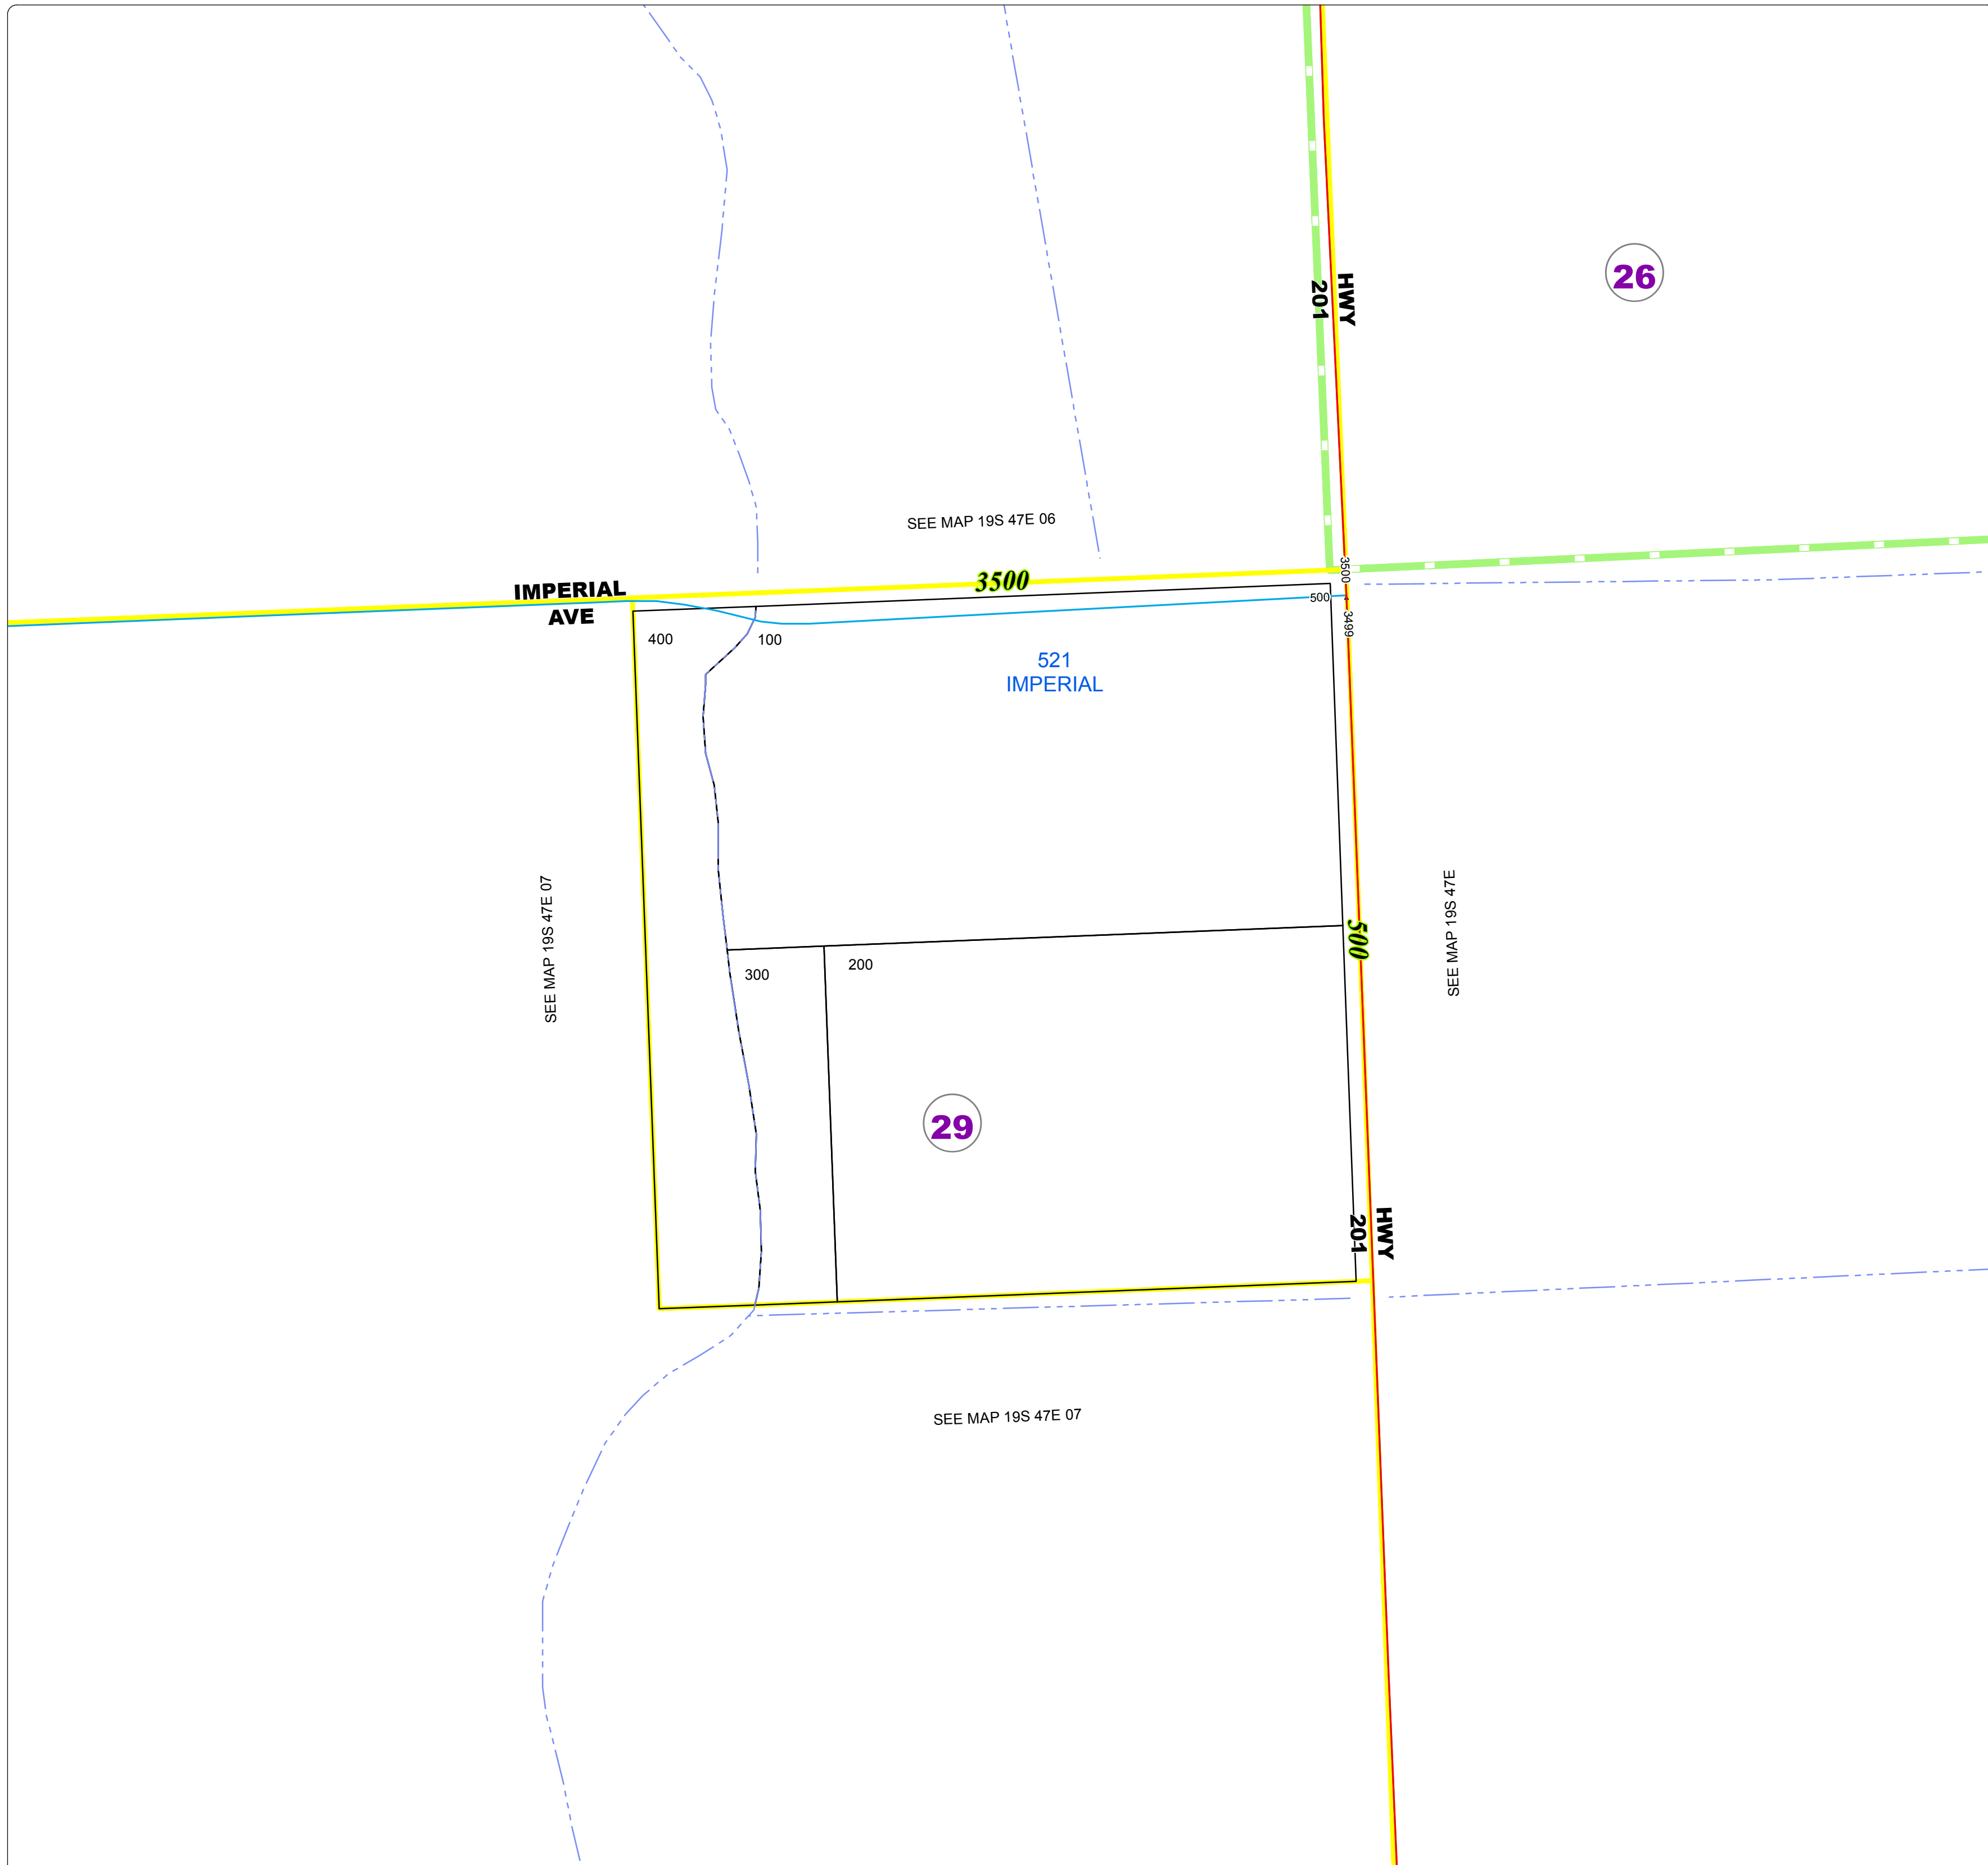 26
HWY
201
SEE MAP 19S 47E 06
3500
3500
IMPERIAL
AVE
500
3499
400
100
521
IMPERIAL
SEE MAP 19S 47E 07
SEE MAP 19S 47E
500
300
200
29
HWY
201
SEE MAP 19S 47E 07